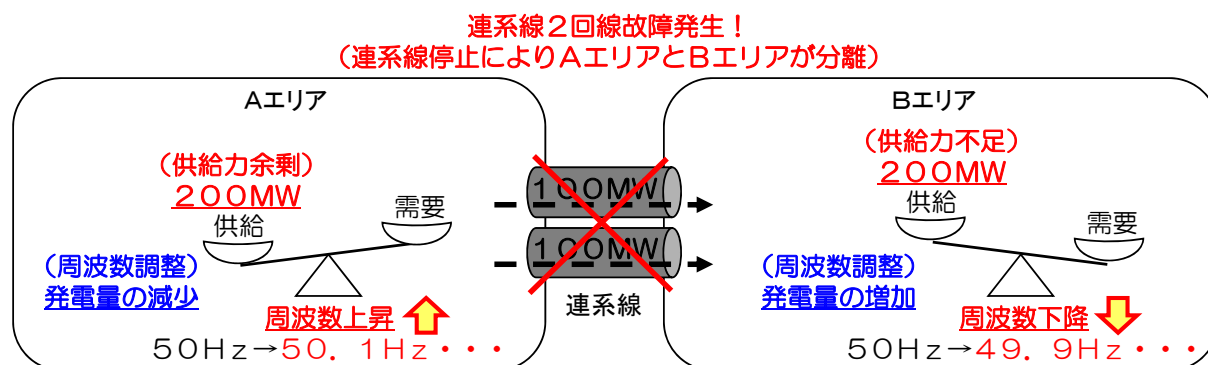 連系線２回線故障発生！
（連系線停止によりＡエリアとＢエリアが分離）
Ａエリア
（供給力余剰）
２００ＭＷ
供給
需要
（周波数調整）
発電量の減少
周波数上昇
５０Ｈｚ→５０．１Ｈｚ・・・
１００ＭＷ
１００ＭＷ
連系線
Ｂエリア
（供給力不足）
２００ＭＷ
供給
需要
（周波数調整）
発電量の増加
周波数下降
５０Ｈｚ→４９．９Ｈｚ・・・